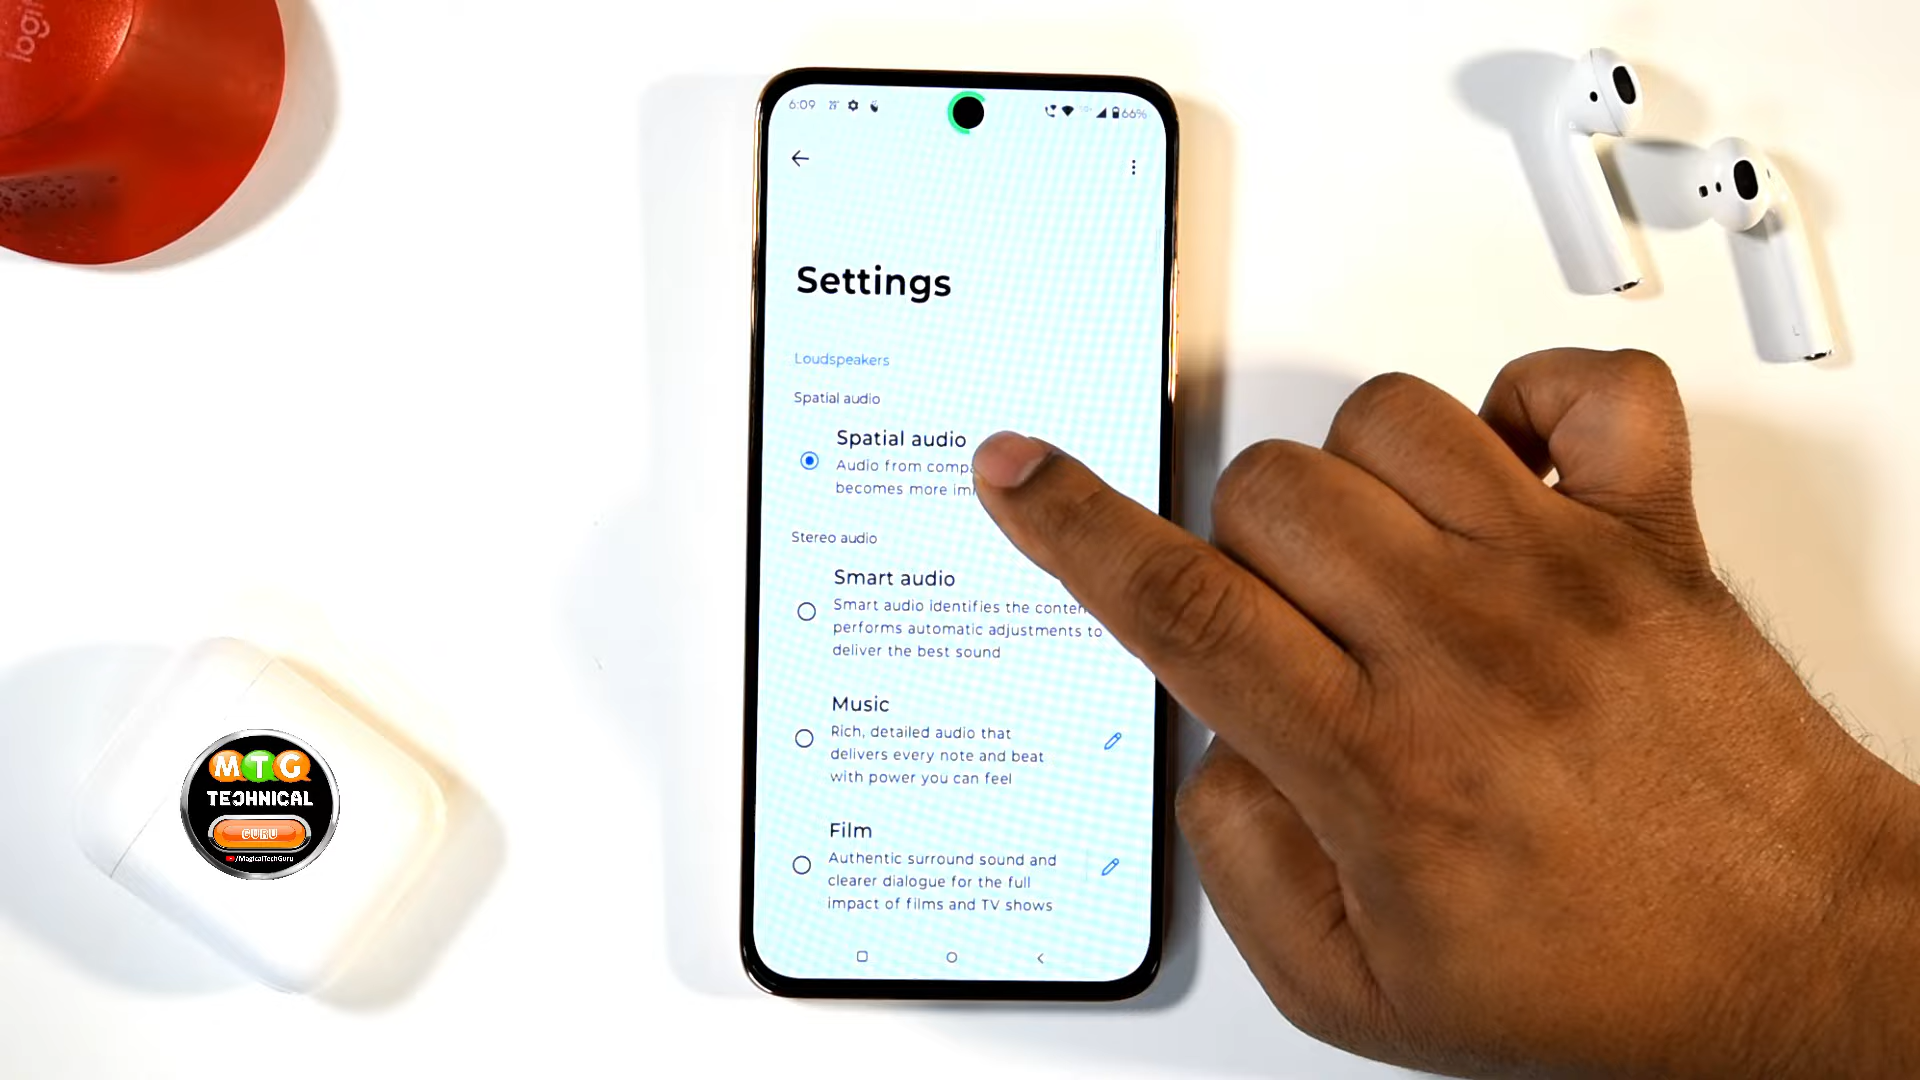 logi
6:09
66%
Settings
Loudspeakers
Spatial audio
Spatial audio
Audio from
becomes more
Stereo audio
Smart audio
Smart audio identifies the
performs automatic adjustments to
deliver the best sound
Music
Rich, detailed audio that
delivers every note and beat
with power you can feel
Film
Authentic surround sound and
clearer dialogue for the full
impact of films and TV shows
MTG
TECHNICAL
GURU
/MagicalTechGuru
L